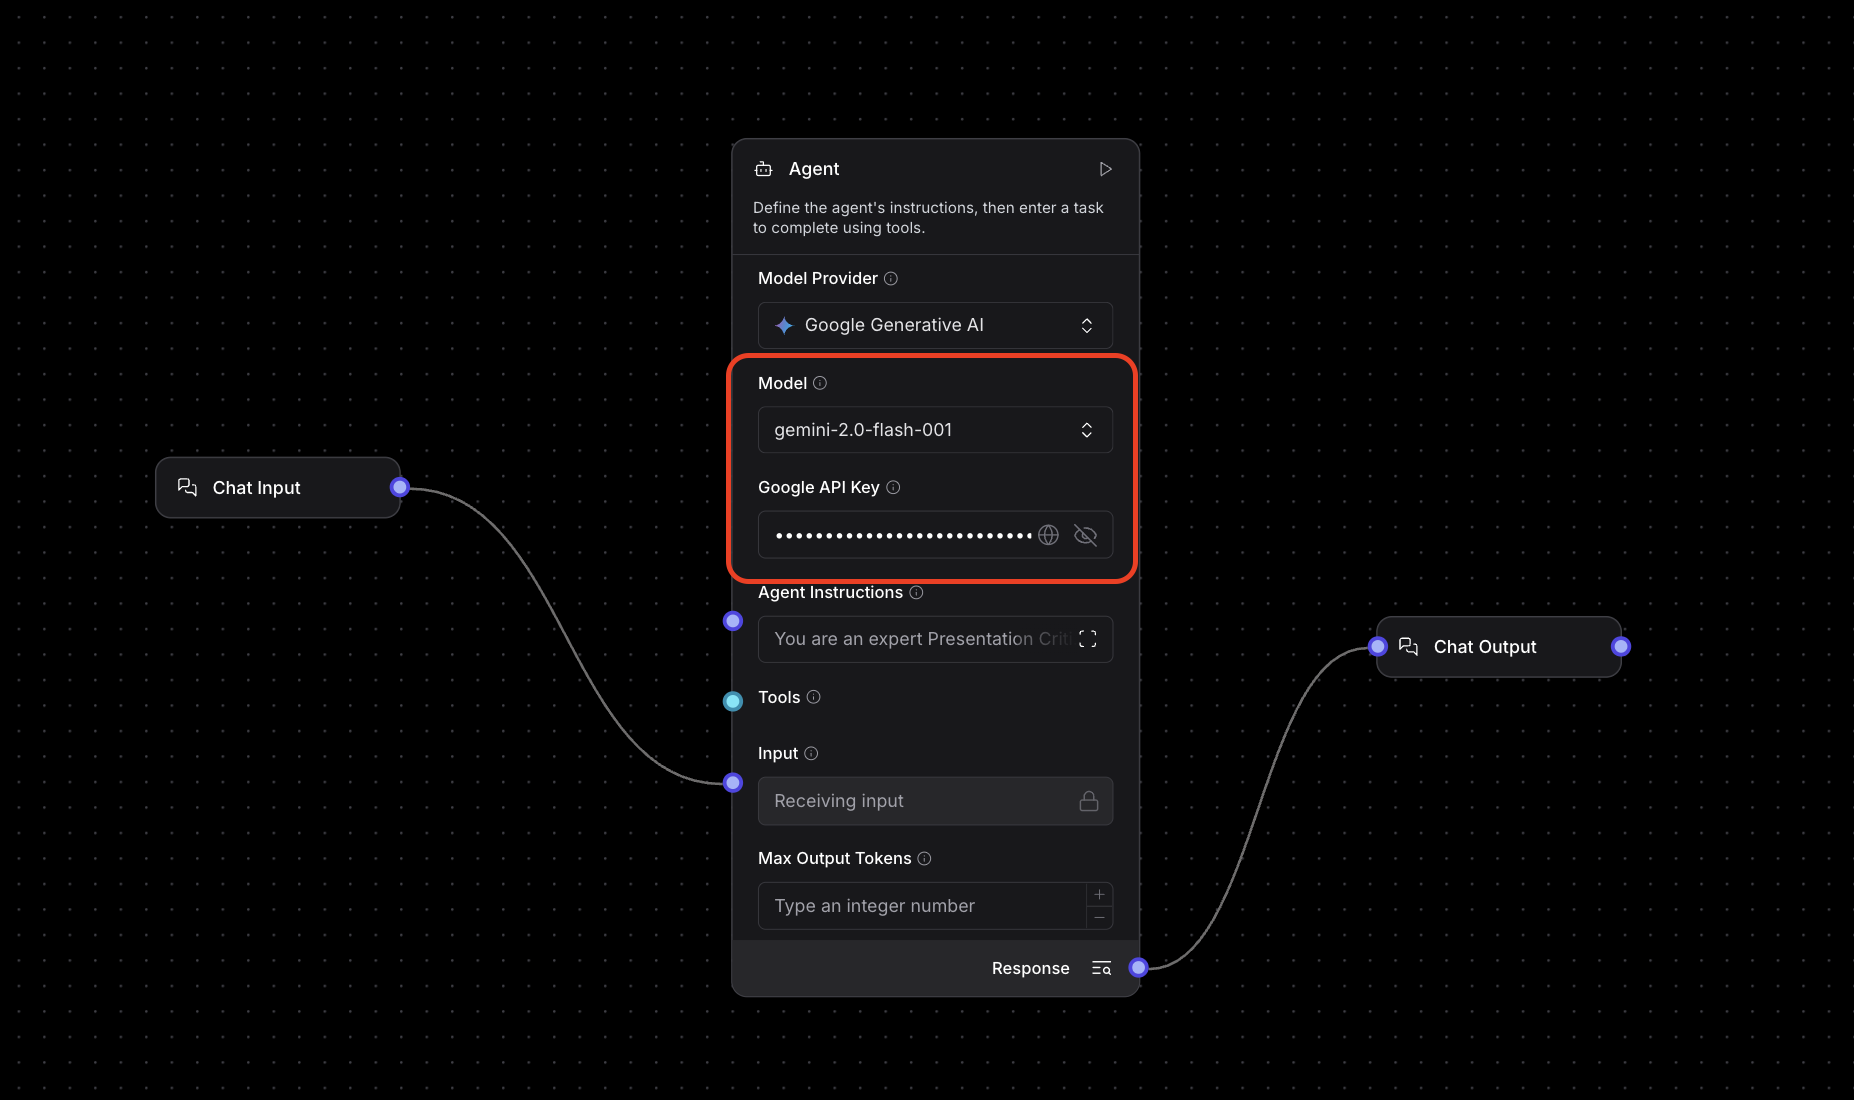 Agent
Define the agent's instructions, then enter a task
to complete using tools.
Model Provider
Google Generative AI
Model
gemini-2.0-flash-001
Google API Key
Chat Input
Agent Instructions
You are an expert Presentation Criti
Tools
Input
Receiving input
Max Output Tokens
Type an integer number
Response
Chat Output